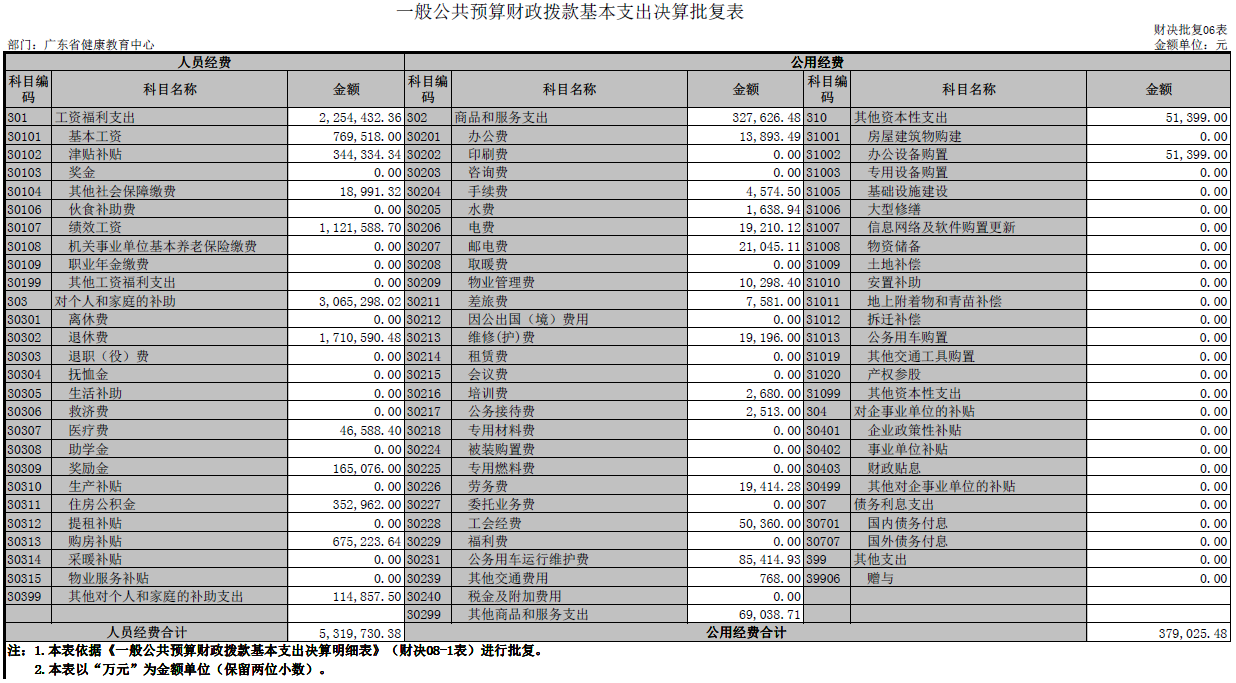 一般公共预算财政拨款基本支出决算批复表
财决批复06表
部门：广东省健康教育中心 金额单位：元
人员经费 公用经费
科目编码 科目名称 金额 科目编码 科目名称 金额 科目编码 科目名称 金额
301 工资福利支出 2,254,432.36 302 商品和服务支出 327,626.48 310 其他资本性支出 51,399.00
30101 基本工资 769,518.00 30201 办公费 13,893.49 31001 房屋建筑物购建 0.00
30102 津贴补贴 344,334.34 30202 印刷费 0.00 31002 办公设备购置 51,399.00
30103 奖金 0.00 30203 咨询费 0.00 31003 专用设备购置 0.00
30104 其他社会保障缴费 18,991.32 30204 手续费 4,574.50 31005 基础设施建设 0.00
30106 伙食补助费 0.00 30205 水费 1,638.94 31006 大型修缮 0.00
30107 绩效工资 1,121,588.70 30206 电费 19,210.12 31007 信息网络及软件购置更新 0.00
30108 机关事业单位基本养老保险缴费 0.00 30207 邮电费 21,045.11 31008 物资储备 0.00
30109 职业年金缴费 0.00 30208 取暖费 0.00 31009 土地补偿 0.00
30199 其他工资福利支出 0.00 30209 物业管理费 10,298.40 31010 安置补助 0.00
303 对个人和家庭的补助 3,065,298.02 30211 差旅费 7,581.00 31011 地上附着物和青苗补偿 0.00
30301 离休费 0.00 30212 因公出国（境）费用 0.00 31012 拆迁补偿 0.00
30302 退休费 1,710,590.48 30213 维修(护)费 19,196.00 31013 公务用车购置 0.00
30303 退职（役）费 0.00 30214 租赁费 0.00 31019 其他交通工具购置 0.00
30304 抚恤金 0.00 30215 会议费 0.00 31020 产权参股 0.00
30305 生活补助 0.00 30216 培训费 2,680.00 31099 其他资本性支出 0.00
30306 救济费 0.00 30217 公务接待费 2,513.00 304 对企事业单位的补贴 0.00
30307 医疗费 46,588.40 30218 专用材料费 0.00 30401 企业政策性补贴 0.00
30308 助学金 0.00 30224 被装购置费 0.00 30402 事业单位补贴 0.00
30309 奖励金 165,076.00 30225 专用燃料费 0.00 30403 财政贴息 0.00
30310 生产补贴 0.00 30226 劳务费 19,414.28 30499 其他对企事业单位的补贴 0.00
30311 住房公积金 352,962.00 30227 委托业务费 0.00 307 债务利息支出 0.00
30312 提租补贴 0.00 30228 工会经费 50,360.00 30701 国内债务付息 0.00
30313 购房补贴 675,223.64 30229 福利费 0.00 30707 国外债务付息 0.00
30314 采暖补贴 0.00 30231 公务用车运行维护费 85,414.93 399 其他支出 0.00
30315 物业服务补贴 0.00 30239 其他交通费用 768.00 39906 赠与 0.00
30399 其他对个人和家庭的补助支出 114,857.50 30240 税金及附加费用 0.00
30299 其他商品和服务支出 69,038.71
人员经费合计 5,319,730.38 公用经费合计 379,025.48
注：1.本表依据《一般公共预算财政拨款基本支出决算明细表》（财决08-1表）进行批复。
2.本表以“万元”为金额单位（保留两位小数）。